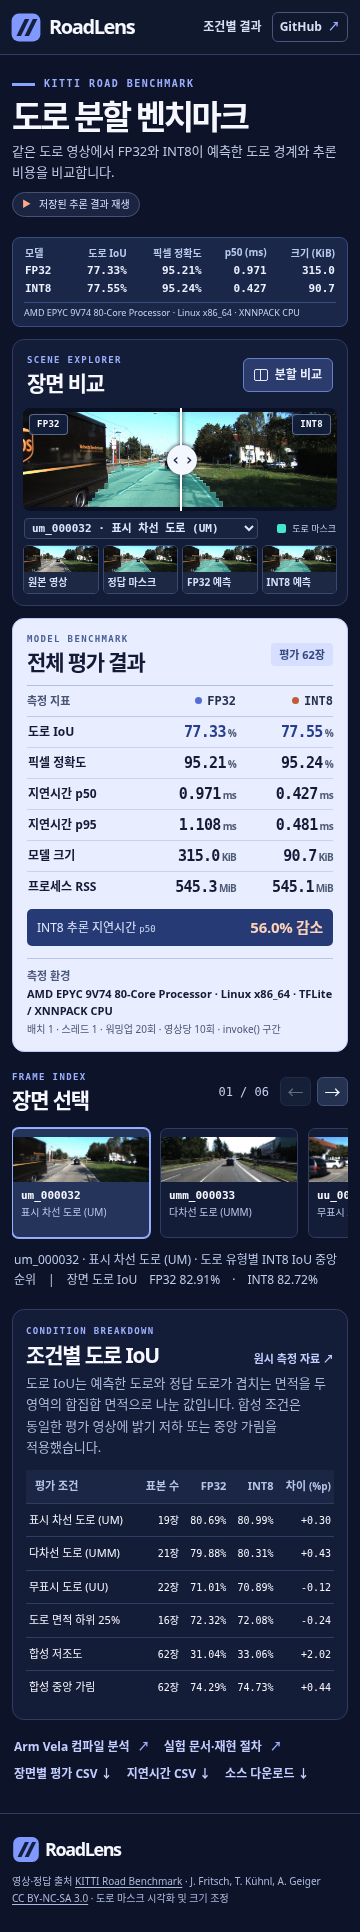 RoadLens 조건별 결과 GitHub ↗
KITTI ROAD BENCHMARK
도로 분할 벤치마크
같은 도로 영상에서 FP32와 INT8이 예측한 도로 경계와 추론
비용을 비교합니다.
▶ 저장된 추론 결과 재생
모델 도로 IoU 픽셀 정확도 p50 (ms) 크기 (KiB)
FP32 77.33% 95.21% 0.971 315.0
INT8 77.55% 95.24% 0.427 90.7
AMD EPYC 9V74 80-Core Processor · Linux x86_64 · XNNPACK CPU
SCENE EXPLORER
장면 비교
분할 비교
FP32 INT8
um_000032 · 표시 차선 도로 (UM) 도로 마스크
원본 영상 정답 마스크 FP32 예측 INT8 예측
MODEL BENCHMARK
전체 평가 결과
평가 62장
측정 지표 FP32 INT8
도로 IoU 77.33% 77.55%
픽셀 정확도 95.21% 95.24%
지연시간 p50 0.971 ms 0.427 ms
지연시간 p95 1.108 ms 0.481 ms
모델 크기 315.0 KiB 90.7 KiB
프로세스 RSS 545.3 MiB 545.1 MiB
INT8 추론 지연시간 p50 56.0% 감소
측정 환경
AMD EPYC 9V74 80-Core Processor · Linux x86_64 · TFLite
/ XNNPACK CPU
배치 1 · 스레드 1 · 워밍업 20회 · 영상당 10회 · invoke() 구간
FRAME INDEX
장면 선택
01 / 06 ← →
um_000032 umm_000033 uu_00
표시 차선 도로 (UM) 다차선 도로 (UMM) 무표시
um_000032 · 표시 차선 도로 (UM) · 도로 유형별 INT8 IoU 중앙
순위 | 장면 도로 IoU FP32 82.91% · INT8 82.72%
CONDITION BREAKDOWN
조건별 도로 IoU
원시 측정 자료 ↗
도로 IoU는 예측한 도로와 정답 도로가 겹치는 면적을 두
영역의 합집합 면적으로 나눈 값입니다. 합성 조건은
동일한 평가 영상에 밝기 저하 또는 중앙 가림을
적용했습니다.
평가 조건 표본 수 FP32 INT8 차이 (%p)
표시 차선 도로 (UM) 19장 80.69% 80.99% +0.30
다차선 도로 (UMM) 21장 79.88% 80.31% +0.43
무표시 도로 (UU) 22장 71.01% 70.89% -0.12
도로 면적 하위 25% 16장 72.32% 72.08% -0.24
합성 저조도 62장 31.04% 33.06% +2.02
합성 중앙 가림 62장 74.29% 74.73% +0.44
Arm Vela 컴파일 분석 ↗ 실험 문서·재현 절차 ↗
장면별 평가 CSV ↓ 지연시간 CSV ↓ 소스 다운로드 ↓
RoadLens
영상·정답 출처 KITTI Road Benchmark · J. Fritsch, T. Kühnl, A. Geiger
CC BY-NC-SA 3.0 · 도로 마스크 시각화 및 크기 조정